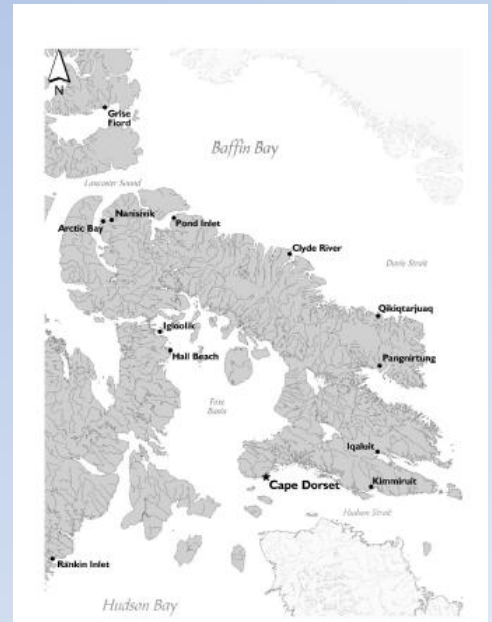 N
Grise
Fiord
Baffin Bay
Lancaster Sound
Nanisivik
Arctic Bay
Pond Inlet
Clyde River
Davis Strait
Qikiqtarjuaq
Igloolik
Hall Beach
Pangnirtung
Foxe
Basin
Iqaluit
Cape Dorset
Kimmiruit
Hudson Strait
Rankin Inlet
Hudson Bay